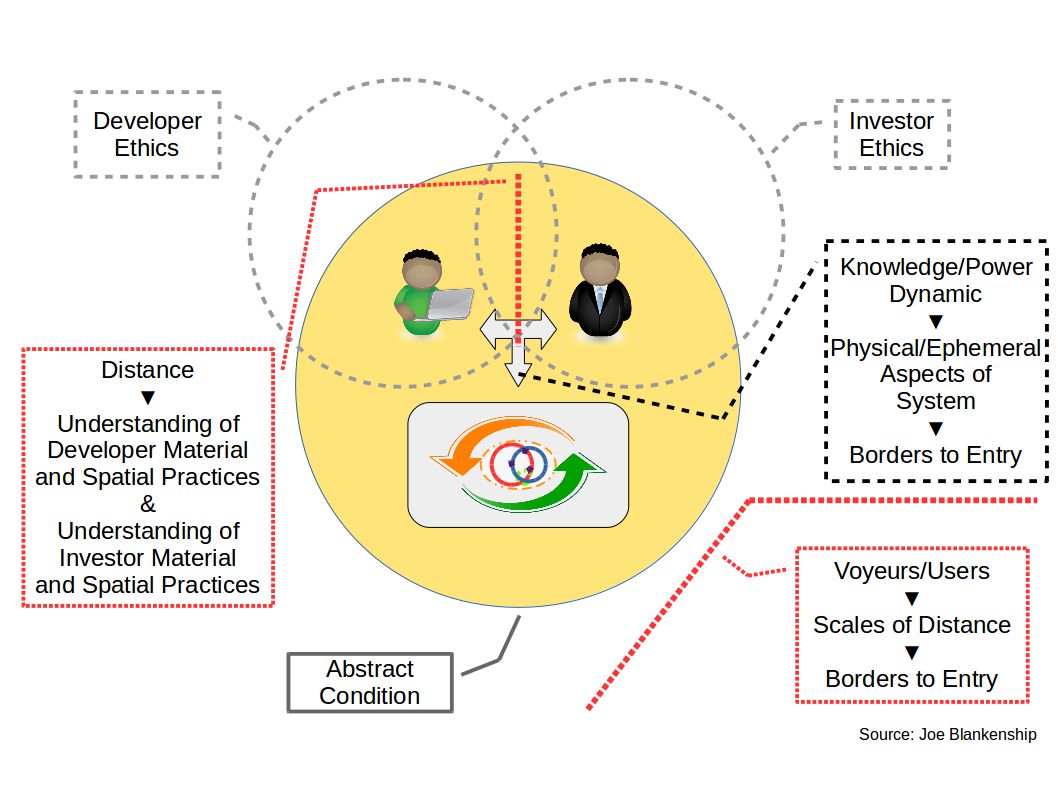 Developer
Ethics
Investor
Ethics
Knowledge/Power
Dynamic
▼
Physical/Ephemeral
Aspects of
System
▼
Borders to Entry
Distance
▼
Understanding of
Developer Material
and Spatial Practices
&
Understanding of
Investor Material
and Spatial Practices
Voyeurs/Users
▼
Scales of Distance
▼
Borders to Entry
Abstract
Condition
Source: Joe Blankenship